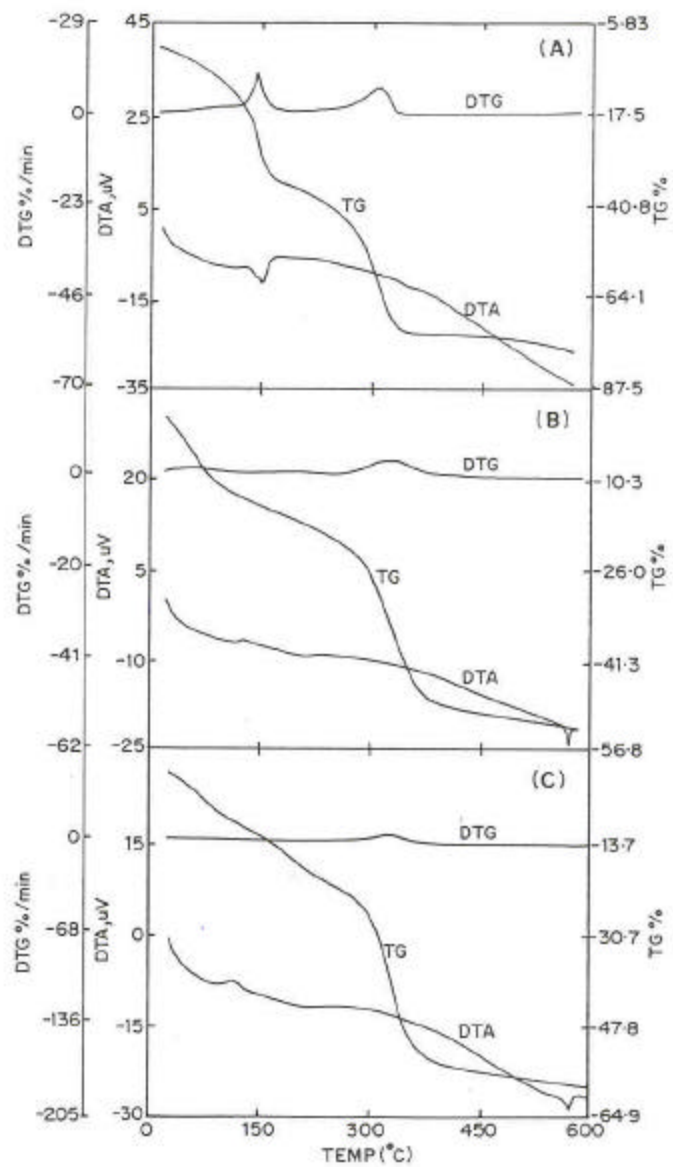 -29 45 -5·83
(A)
DTG
0 25 -17·5
DTG %/min
DTA, uV
TG %
TG
-23 5 -40·8
-46 -15 -64·1
DTA
-70 -35 -87·5
(B)
DTG
0 20 -10·3
DTG %/min
DTA, uV
TG %
-20 5 -26·0
TG
-41 -10 -41·3
DTA
-62 -25 -56·8
(C)
DTG
0 15 -13·7
DTG %/min
DTA, uV
TG %
-68 0 -30·7
TG
-136 -15 -47·8
DTA
-205 -30 -64·9
0 150 300 450 600
TEMP (°C)